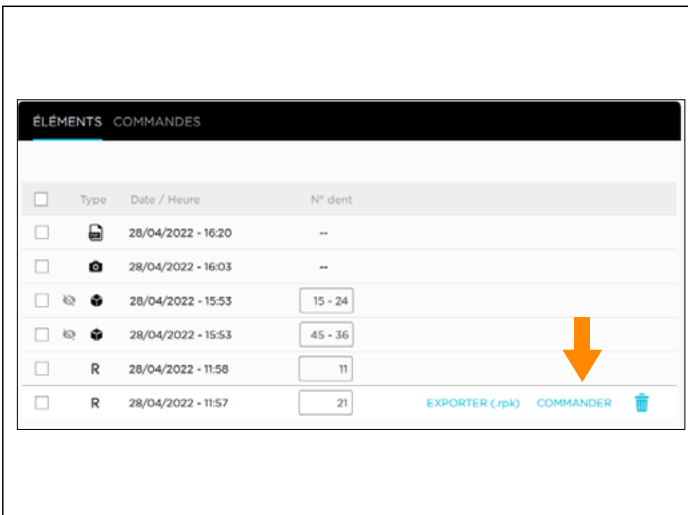 ÉLÉMENTS COMMANDES
Type Date / Heure N° dent
28/04/2022 - 16:20 --
28/04/2022 - 16:03 --
28/04/2022 - 15:53 15 - 24
28/04/2022 - 15:53 45 - 36
R 28/04/2022 - 11:58 11
R 28/04/2022 - 11:57 21 EXPORTER (.rpk) COMMANDER